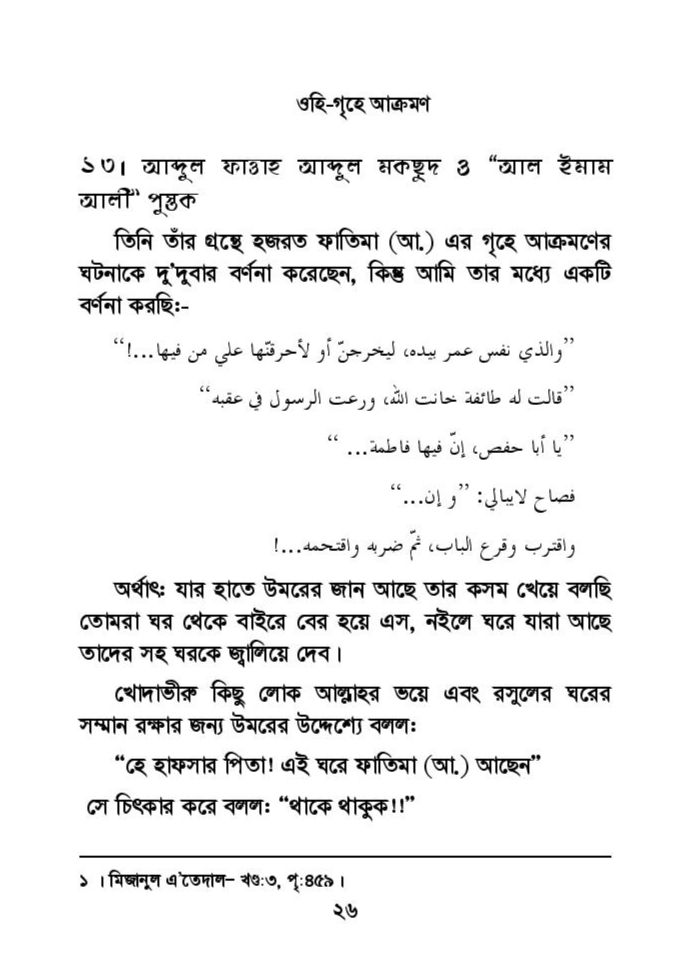 ওহি-গৃহে আক্রমণ
১৩। আব্দুল ফাত্তাহ আব্দুল মকছুদ ও “আল ইমাম
আলী” পুস্তক
তিনি তাঁর গ্রন্থে হজরত ফাতিমা (আ.) এর গৃহে আক্রমণের
ঘটনাকে দু'দুবার বর্ণনা করেছেন, কিন্তু আমি তার মধ্যে একটি
বর্ণনা করছি:-
”والذي نفس عمر بيده، ليخرجنّ أو لأحرقنّها علي من فيها...!“
”قالت له طائفة خانت الله، ورعت الرسول في عقبه“
”يا أبا حفص، إنّ فيها فاطمة... “
فصاح لايبالي: ”و إن...“
واقترب وقرع الباب، ثمّ ضربه واقتحمه...!
অর্থাৎ: যার হাতে উমরের জান আছে তার কসম খেয়ে বলছি
তোমরা ঘর থেকে বাইরে বের হয়ে এস, নইলে ঘরে যারা আছে
তাদের সহ ঘরকে জ্বালিয়ে দেব।
খোদাভীরু কিছু লোক আল্লাহর ভয়ে এবং রসুলের ঘরের
সম্মান রক্ষার জন্য উমরের উদ্দেশ্যে বলল:
“হে হাফসার পিতা! এই ঘরে ফাতিমা (আ.) আছেন”
সে চিৎকার করে বলল: “থাকে থাকুক!!”
১ । মিজানুল এ'তেদাল– খণ্ড:৩, পৃ:৪৫৯।
২৬